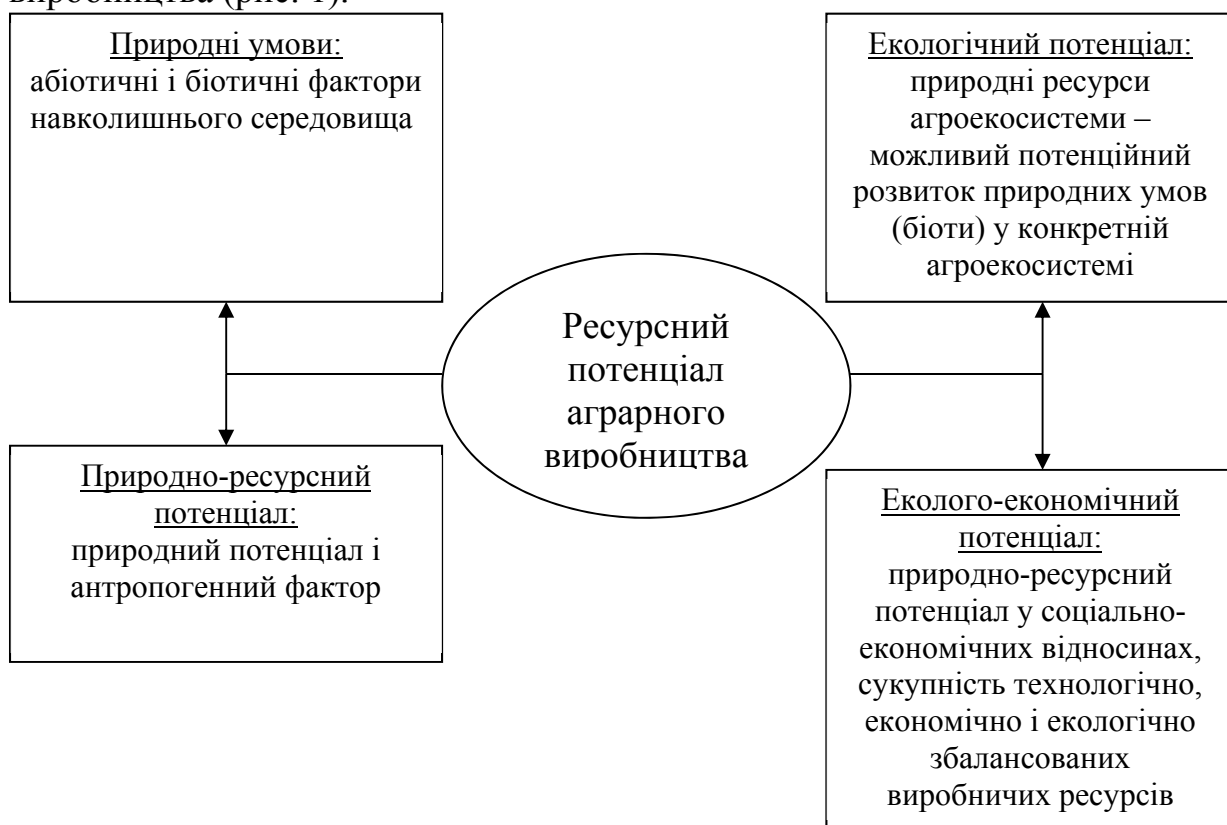 виробництва (рис. 1).
Природні умови:
абіотичні і біотичні фактори
навколишнього середовища
Екологічний потенціал:
природні ресурси
агроекосистеми –
можливий потенційний
розвиток природних умов
(біоти) у конкретній
агроекосистемі
Ресурсний
потенціал
аграрного
виробництва
Природно-ресурсний
потенціал:
природний потенціал і
антропогенний фактор
Еколого-економічний
потенціал:
природно-ресурсний
потенціал у соціально-
економічних відносинах,
сукупність технологічно,
економічно і екологічно
збалансованих
виробничих ресурсів